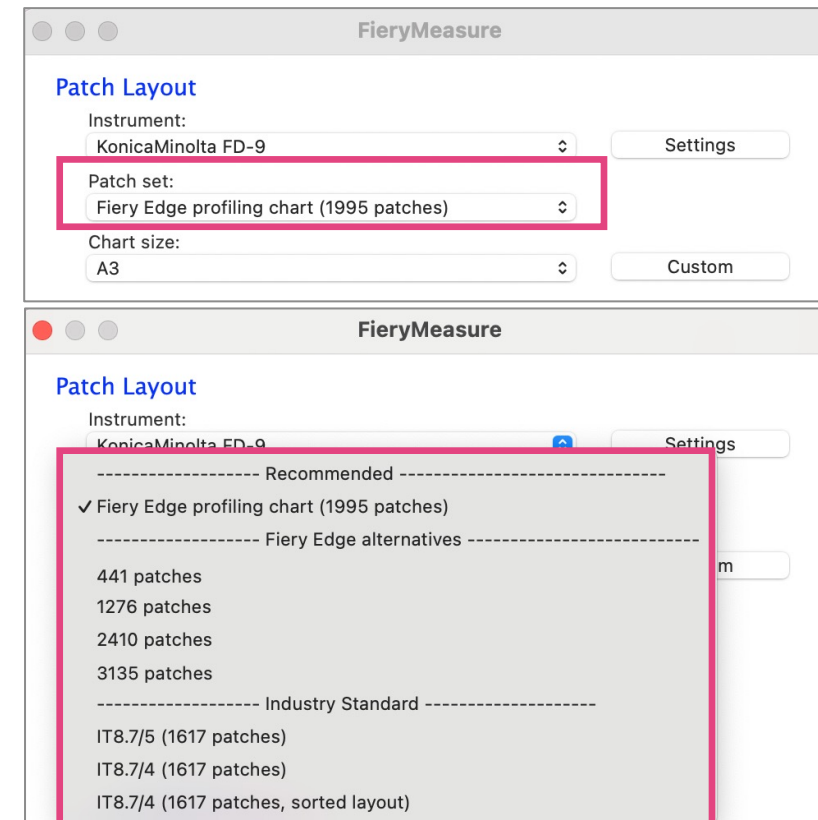 FieryMeasure
Patch Layout
Instrument:
KonicaMinolta FD-9
Settings
Patch set:
Fiery Edge profiling chart (1995 patches)
Chart size:
A3
Custom
FieryMeasure
Patch Layout
Instrument:
KonicaMinolta FD-9
Settings
------------------- Recommended -------------------------------
✓ Fiery Edge profiling chart (1995 patches)
------------------- Fiery Edge alternatives ---------------------------
m
441 patches
1276 patches
2410 patches
3135 patches
------------------- Industry Standard --------------------
IT8.7/5 (1617 patches)
IT8.7/4 (1617 patches)
IT8.7/4 (1617 patches, sorted layout)